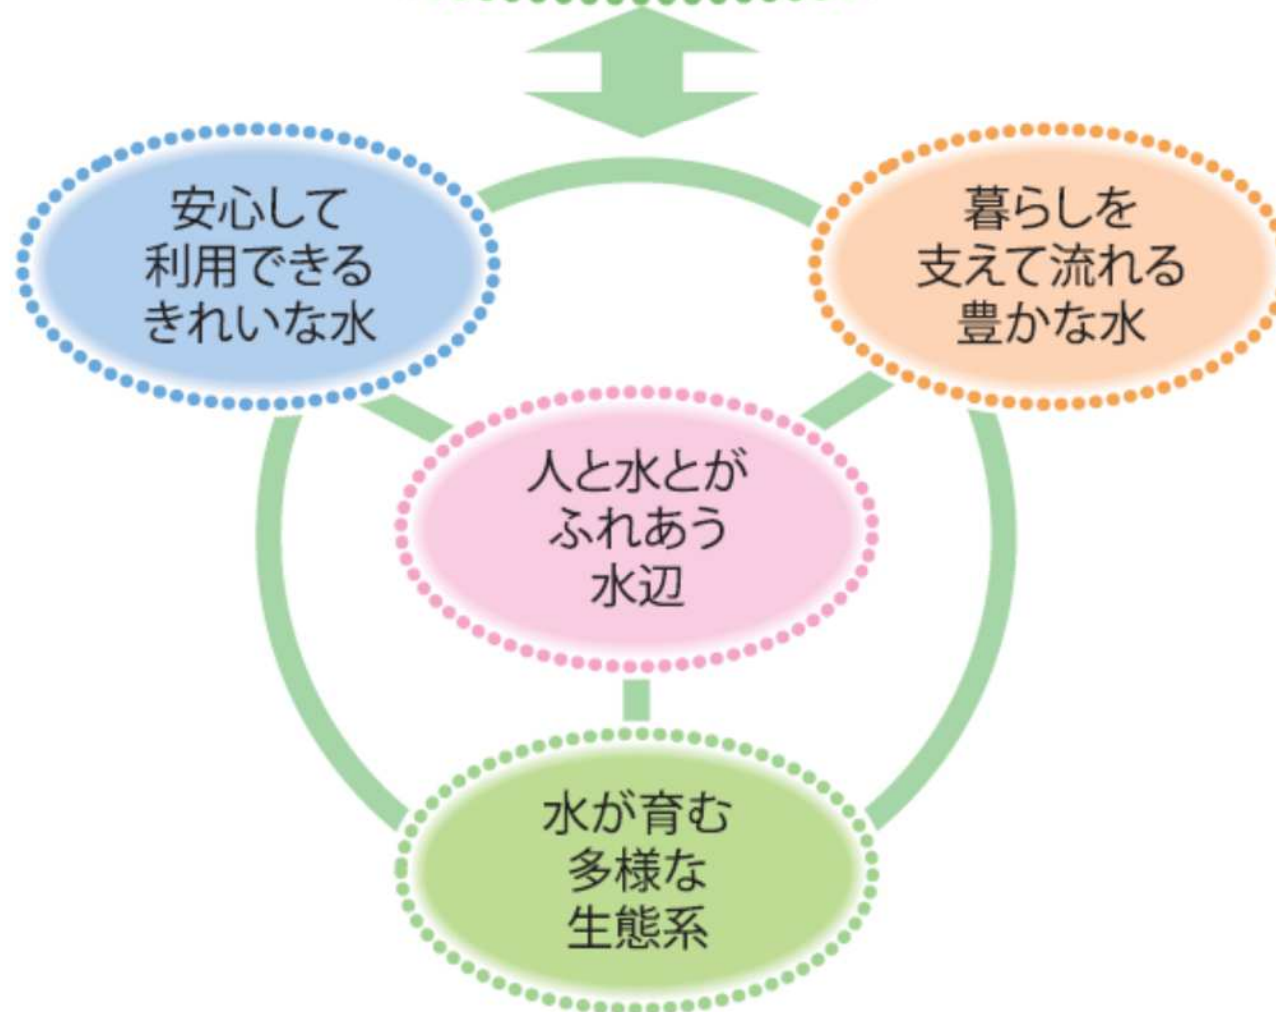 安心して
利用できる
きれいな水
暮らしを
支えて流れる
豊かな水
人と水とが
ふれあう
水辺
水が育む
多様な
生態系